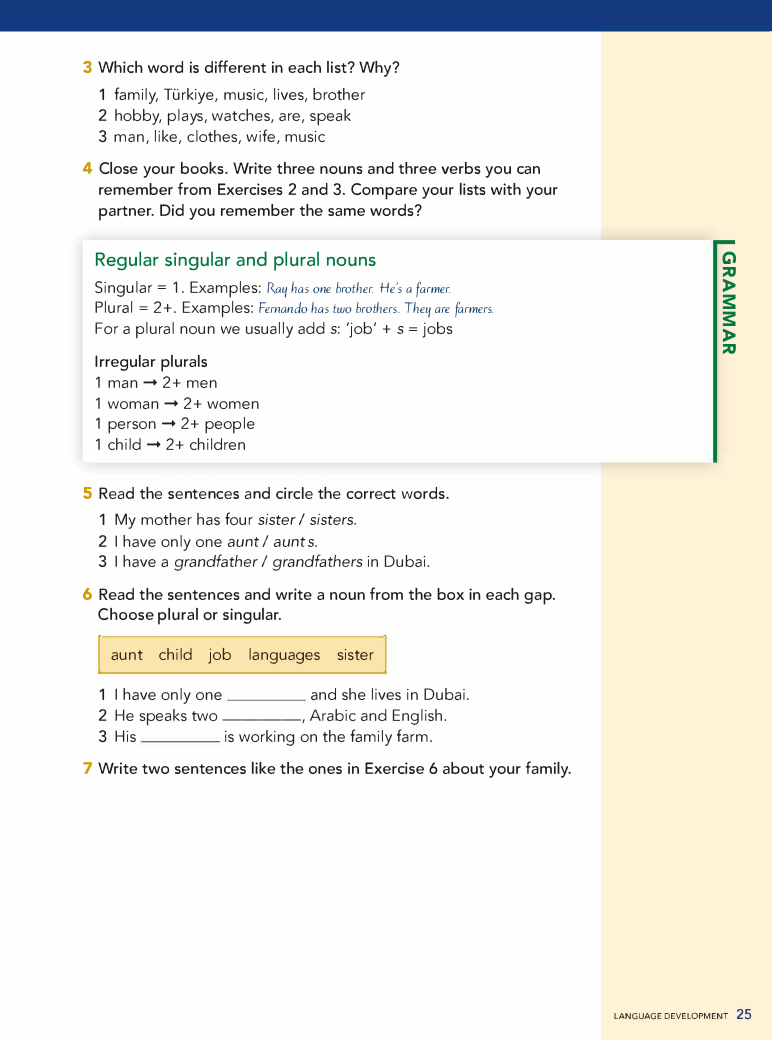 3 Which word is different in each list? Why?
1 family, Türkiye, music, lives, brother
2 hobby, plays, watches, are, speak
3 man, like, clothes, wife, music
4 Close your books. Write three nouns and three verbs you can
remember from Exercises 2 and 3. Compare your lists with your
partner. Did you remember the same words?
Regular singular and plural nouns
Singular = 1. Examples: Ray has one brother. He's a farmer.
Plural = 2+. Examples: Fernando has two brothers. They are farmers.
For a plural noun we usually add s: ‘job’ + s = jobs
Irregular plurals
1 man ➞ 2+ men
1 woman ➞ 2+ women
1 person ➞ 2+ people
1 child ➞ 2+ children
GRAMMAR
5 Read the sentences and circle the correct words.
1 My mother has four sister / sisters.
2 I have only one aunt / aunts.
3 I have a grandfather / grandfathers in Dubai.
6 Read the sentences and write a noun from the box in each gap.
Choose plural or singular.
aunt child job languages sister
1 I have only one __________ and she lives in Dubai.
2 He speaks two __________, Arabic and English.
3 His __________ is working on the family farm.
7 Write two sentences like the ones in Exercise 6 about your family.
LANGUAGE DEVELOPMENT 25